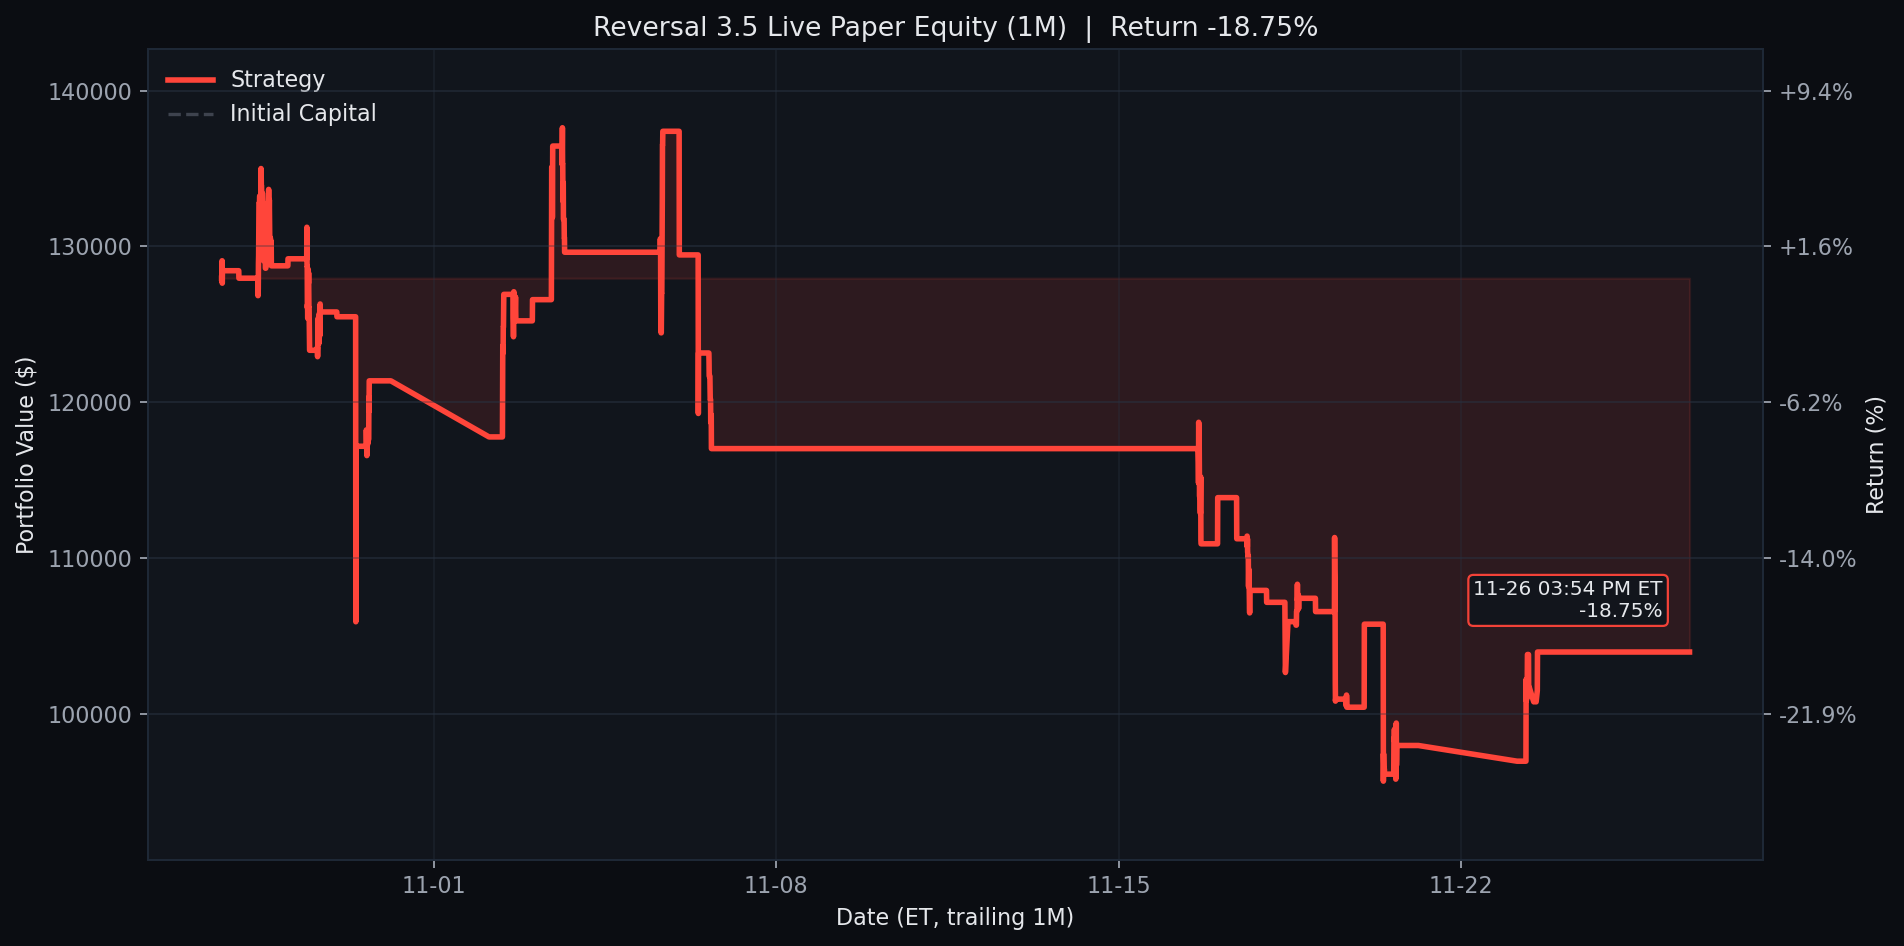 Reversal 3.5 Live Paper Equity (1M) | Return -18.75%
Strategy
Initial Capital
140000
130000
120000
110000
100000
Portfolio Value ($)
+9.4%
+1.6%
-6.2%
-14.0%
-21.9%
Return (%)
11-26 03:54 PM ET
-18.75%
11-01
11-08
11-15
11-22
Date (ET, trailing 1M)